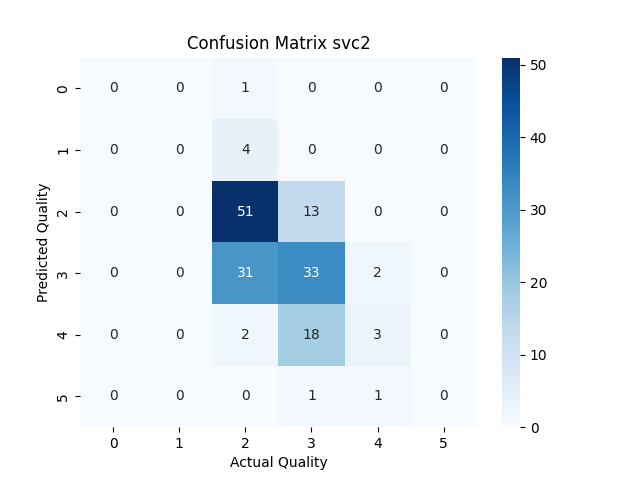 Confusion Matrix svc2
Predicted Quality
0 0 0 1 0 0 0
1 0 0 4 0 0 0
2 0 0 51 13 0 0
3 0 0 31 33 2 0
4 0 0 2 18 3 0
5 0 0 0 1 1 0
0 1 2 3 4 5
Actual Quality
50
40
30
20
10
0